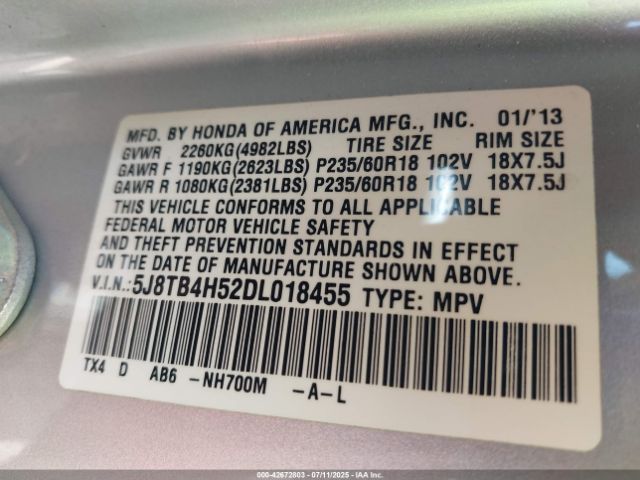 MFD. BY HONDA OF AMERICA MFG., INC. 01/'13
GVWR 2260KG(4982LBS) TIRE SIZE RIM SIZE
GAWR F 1190KG(2623LBS) P235/60R18 102V 18X7.5J
GAWR R 1080KG(2381LBS) P235/60R18 102V 18X7.5J
THIS VEHICLE CONFORMS TO ALL APPLICABLE
FEDERAL MOTOR VEHICLE SAFETY
AND THEFT PREVENTION STANDARDS IN EFFECT
ON THE DATE OF MANUFACTURE SHOWN ABOVE.
V.I.N.:5J8TB4H52DL018455 TYPE: MPV
TX4 D AB6 -NH700M -A-L
000-42672803 - 07/11/2025 - IAAI, Inc.